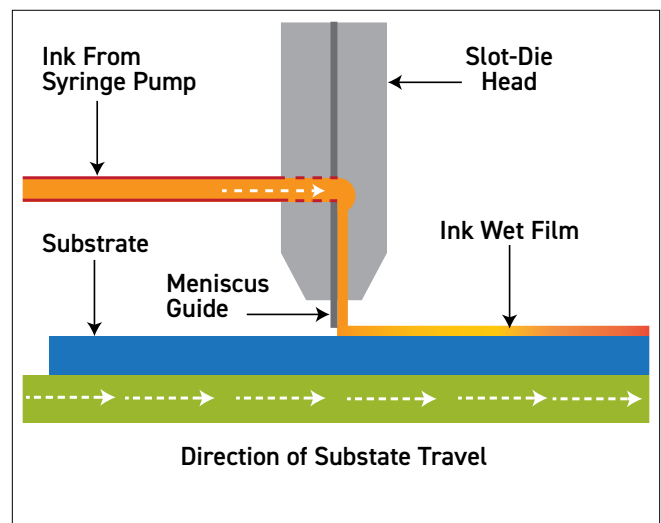 Ink From
Syringe Pump
Slot-Die
Head
Substrate
Ink Wet Film
Meniscus
Guide
Direction of Substate Travel